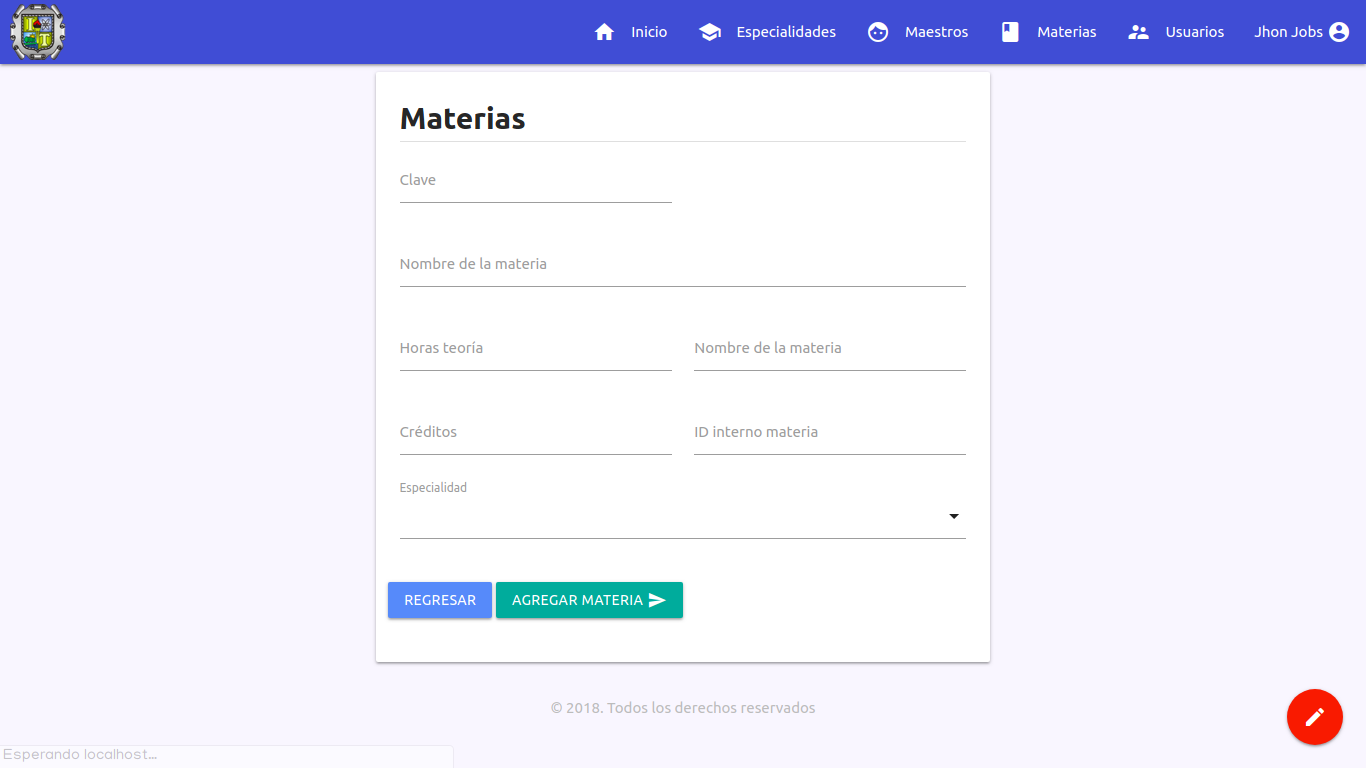 Inicio Especialidades Maestros Materias Usuarios Jhon Jobs
Materias
Clave
Nombre de la materia
Horas teoría Nombre de la materia
Créditos ID interno materia
Especialidad
REGRESAR AGREGAR MATERIA
© 2018. Todos los derechos reservados
Esperando localhost...